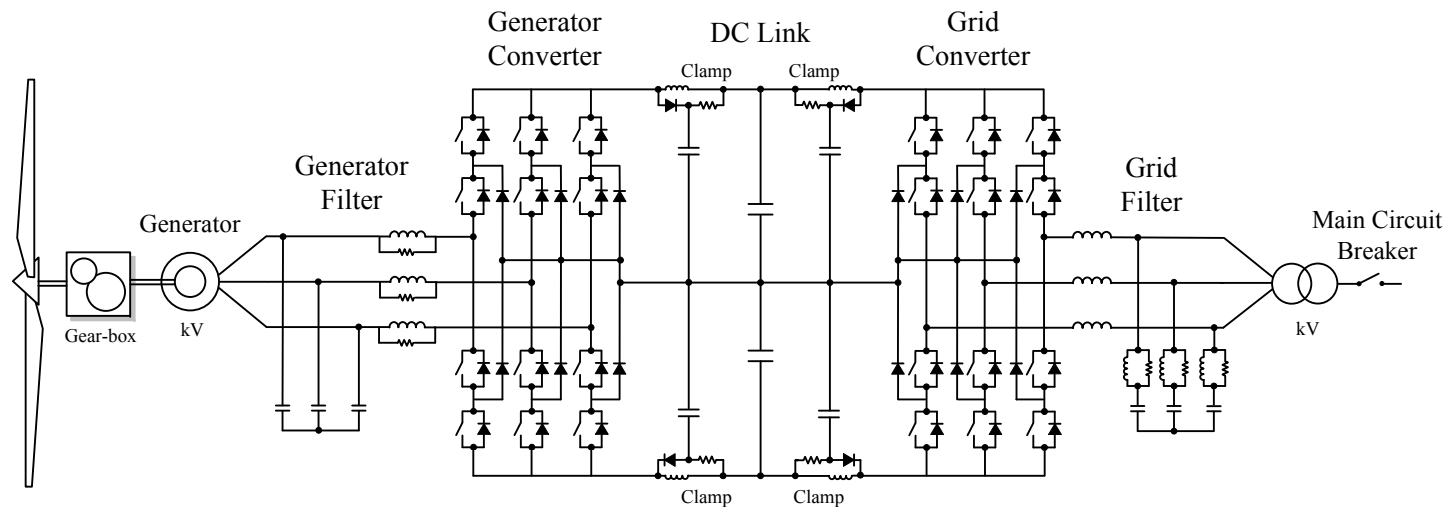 Generator
Converter
DC Link
Grid
Converter
Clamp
Clamp
Generator
Filter
Grid
Filter
Generator
Main Circuit
Breaker
Gear-box
kV
kV
Clamp
Clamp